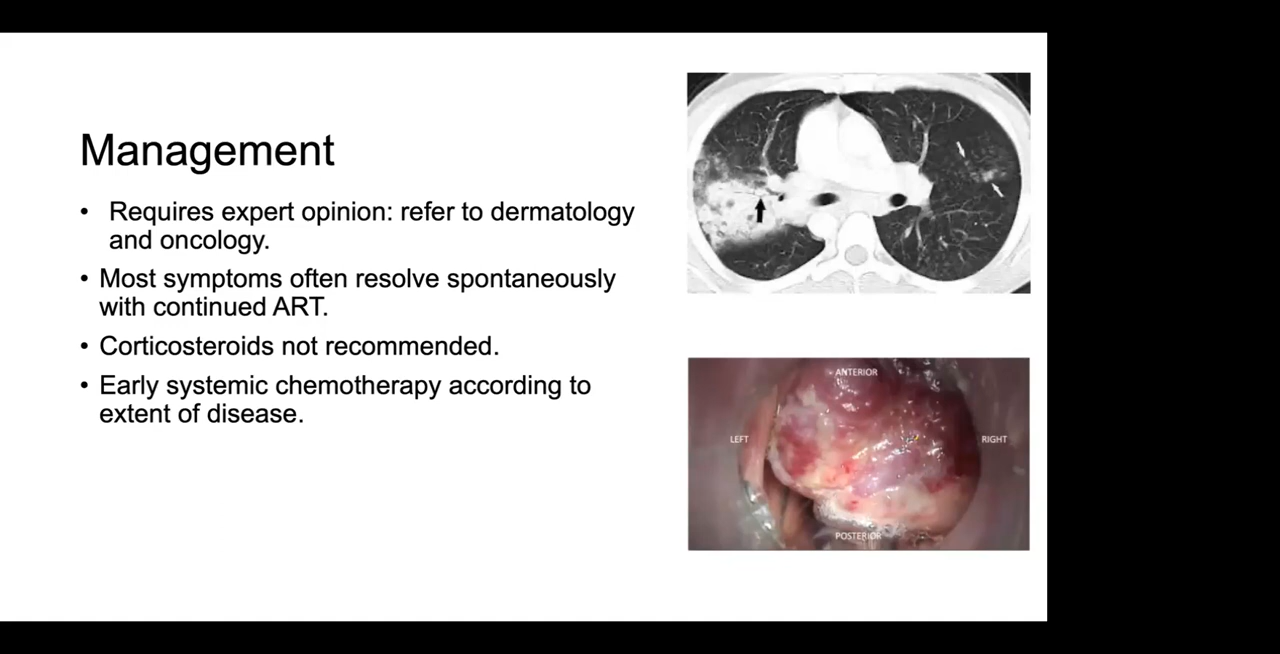 Management
• Requires expert opinion: refer to dermatology
and oncology.
• Most symptoms often resolve spontaneously
with continued ART.
• Corticosteroids not recommended.
• Early systemic chemotherapy according to
extent of disease.
ANTERIOR
LEFT
RIGHT
POSTERIOR